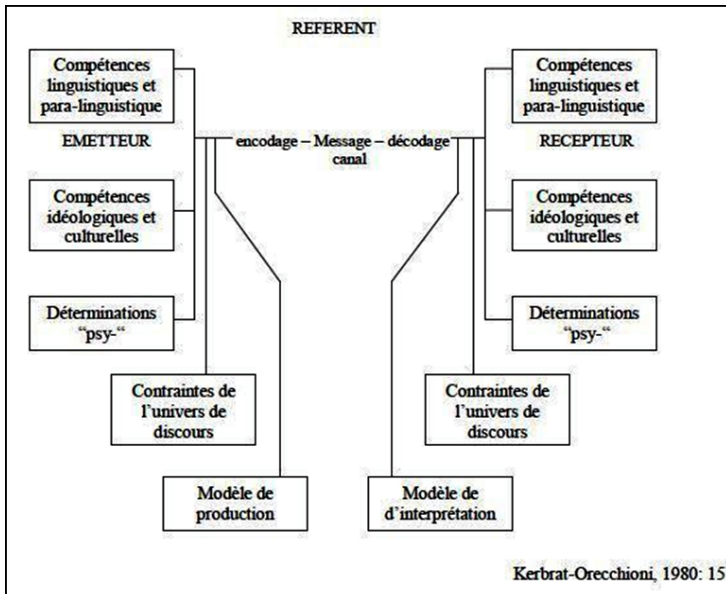 REFERENT
Compétences
linguistiques et
para-linguistique
Compétences
linguistiques et
para-linguistique
EMETTEUR
encodage – Message – décodage
canal
RECEPTEUR
Compétences
idéologiques et
culturelles
Compétences
idéologiques et
culturelles
Déterminations
“psy-“
Déterminations
“psy-“
Contraintes de
l’univers de
discours
Contraintes de
l’univers de
discours
Modèle de
production
Modèle de
d’interprétation
Kerbrat-Orecchioni, 1980: 15